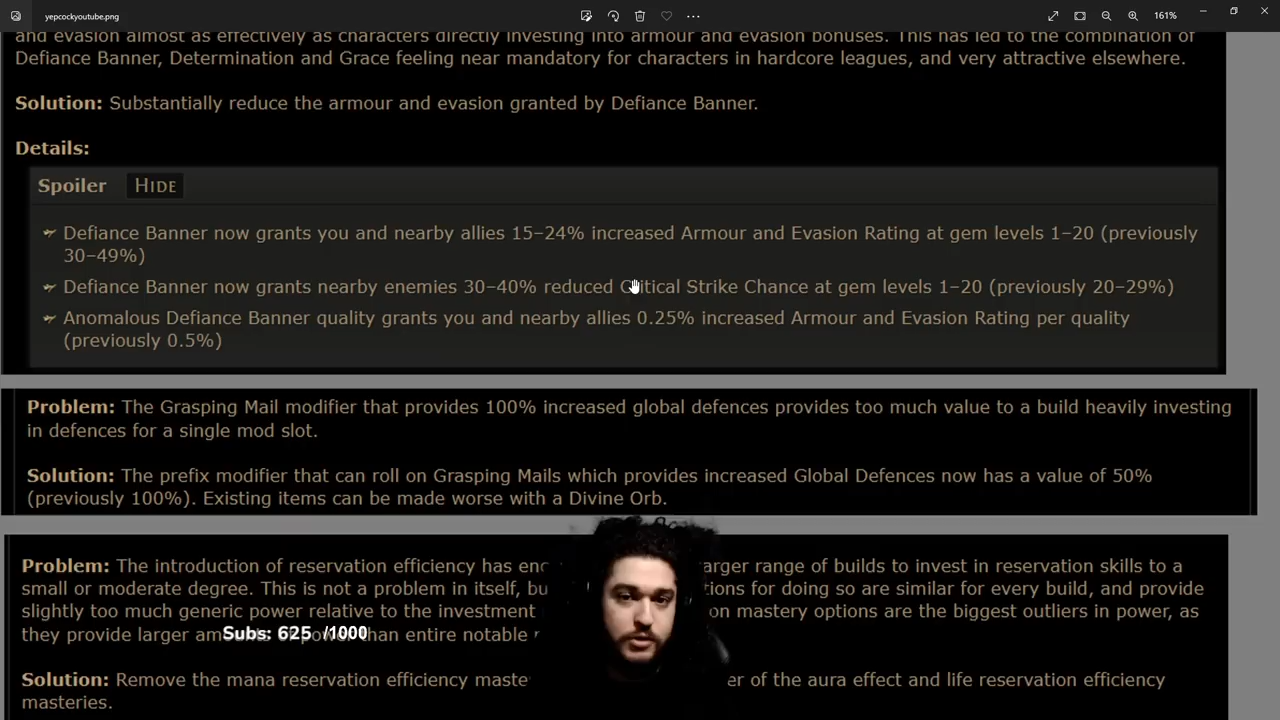 yepcockyoutube.png
161%
and evasion almost as effectively as characters directly investing into armour and evasion bonuses. This has led to the combination of
Defiance Banner, Determination and Grace feeling near mandatory for characters in hardcore leagues, and very attractive elsewhere.
Solution: Substantially reduce the armour and evasion granted by Defiance Banner.
Details:
Spoiler HIDE
Defiance Banner now grants you and nearby allies 15–24% increased Armour and Evasion Rating at gem levels 1–20 (previously
30–49%)
Defiance Banner now grants nearby enemies 30–40% reduced Critical Strike Chance at gem levels 1–20 (previously 20–29%)
Anomalous Defiance Banner quality grants you and nearby allies 0.25% increased Armour and Evasion Rating per quality
(previously 0.5%)
Problem: The Grasping Mail modifier that provides 100% increased global defences provides too much value to a build heavily investing
in defences for a single mod slot.
Solution: The prefix modifier that can roll on Grasping Mails which provides increased Global Defences now has a value of 50%
(previously 100%). Existing items can be made worse with a Divine Orb.
Problem: The introduction of reservation efficiency has larger range of builds to invest in reservation skills to a
small or moderate degree. This is not a problem in itself, for doing so are similar for every build, and provide
slightly too much generic power relative to the investment on mastery options are the biggest outliers in power, as
they provide larger than entire notable
Subs: 625 /1000
Solution: Remove the mana reservation efficiency of the aura effect and life reservation efficiency
masteries.